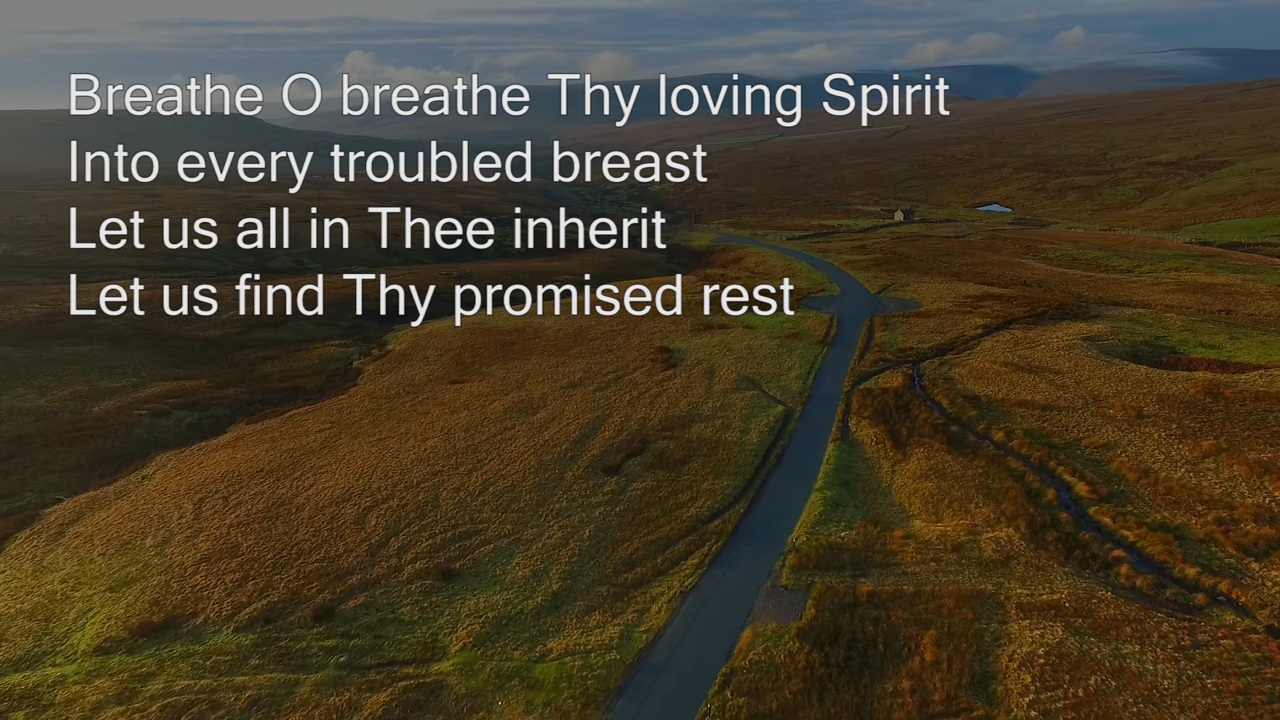 Breathe O breathe Thy loving Spirit
Into every troubled breast
Let us all in Thee inherit
Let us find Thy promised rest